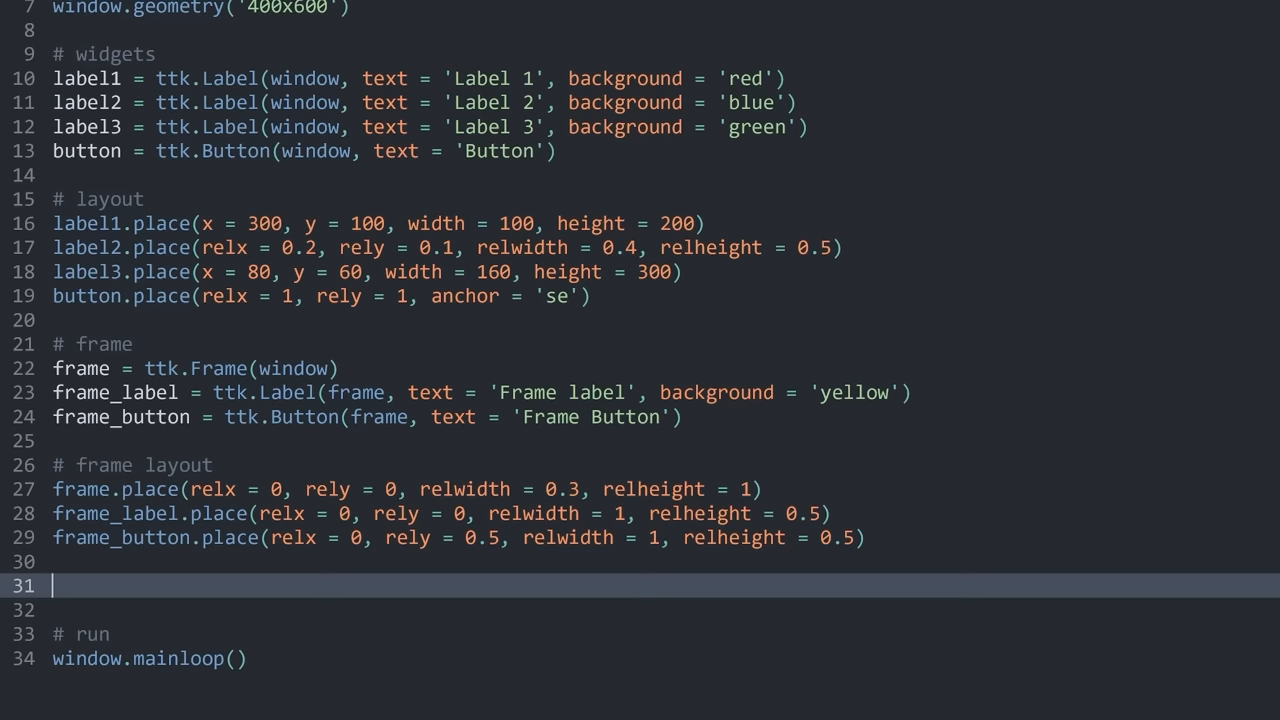 7 window.geometry('400x600')
8
9 # widgets
10 label1 = ttk.Label(window, text = 'Label 1', background = 'red')
11 label2 = ttk.Label(window, text = 'Label 2', background = 'blue')
12 label3 = ttk.Label(window, text = 'Label 3', background = 'green')
13 button = ttk.Button(window, text = 'Button')
14
15 # layout
16 label1.place(x = 300, y = 100, width = 100, height = 200)
17 label2.place(relx = 0.2, rely = 0.1, relwidth = 0.4, relheight = 0.5)
18 label3.place(x = 80, y = 60, width = 160, height = 300)
19 button.place(relx = 1, rely = 1, anchor = 'se')
20
21 # frame
22 frame = ttk.Frame(window)
23 frame_label = ttk.Label(frame, text = 'Frame label', background = 'yellow')
24 frame_button = ttk.Button(frame, text = 'Frame Button')
25
26 # frame layout
27 frame.place(relx = 0, rely = 0, relwidth = 0.3, relheight = 1)
28 frame_label.place(relx = 0, rely = 0, relwidth = 1, relheight = 0.5)
29 frame_button.place(relx = 0, rely = 0.5, relwidth = 1, relheight = 0.5)
30
31
32
33 # run
34 window.mainloop()